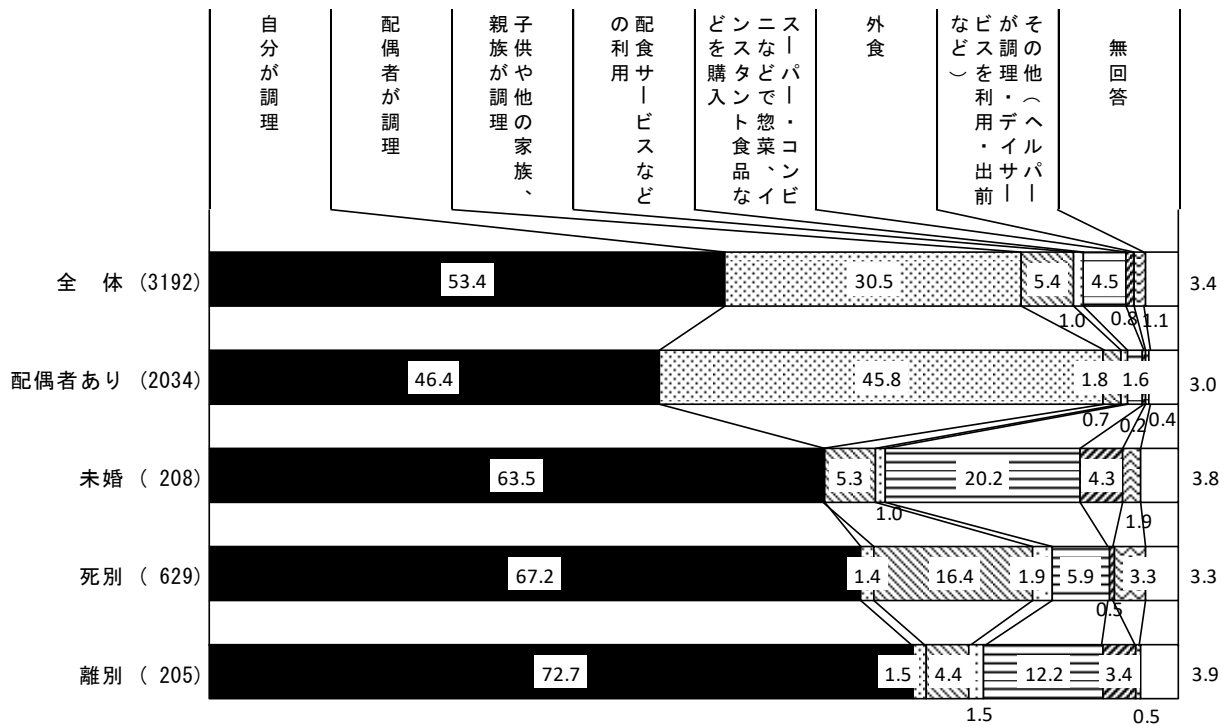 自分が調理
配偶者が調理
子供や他の家族、
親族が調理
配食サービスなど
の利用
スーパー・コンビ
ニなどで惣菜、イ
ンスタント食品な
どを購入
外食
その他（ヘルパー
が調理・デイサー
ビスを利用・出前
など）
無回答
全　体 (3192) 53.4 30.5 5.4 4.5 3.4
1.0 0.8 1.1
配偶者あり (2034) 46.4 45.8 1.8 1.6 3.0
0.7 0.2 0.4
未婚 ( 208) 63.5 5.3 20.2 4.3 3.8
1.0 1.9
死別 ( 629) 67.2 1.4 16.4 1.9 5.9 3.3 3.3
0.5
離別 ( 205) 72.7 1.5 4.4 12.2 3.4 3.9
1.5 0.5